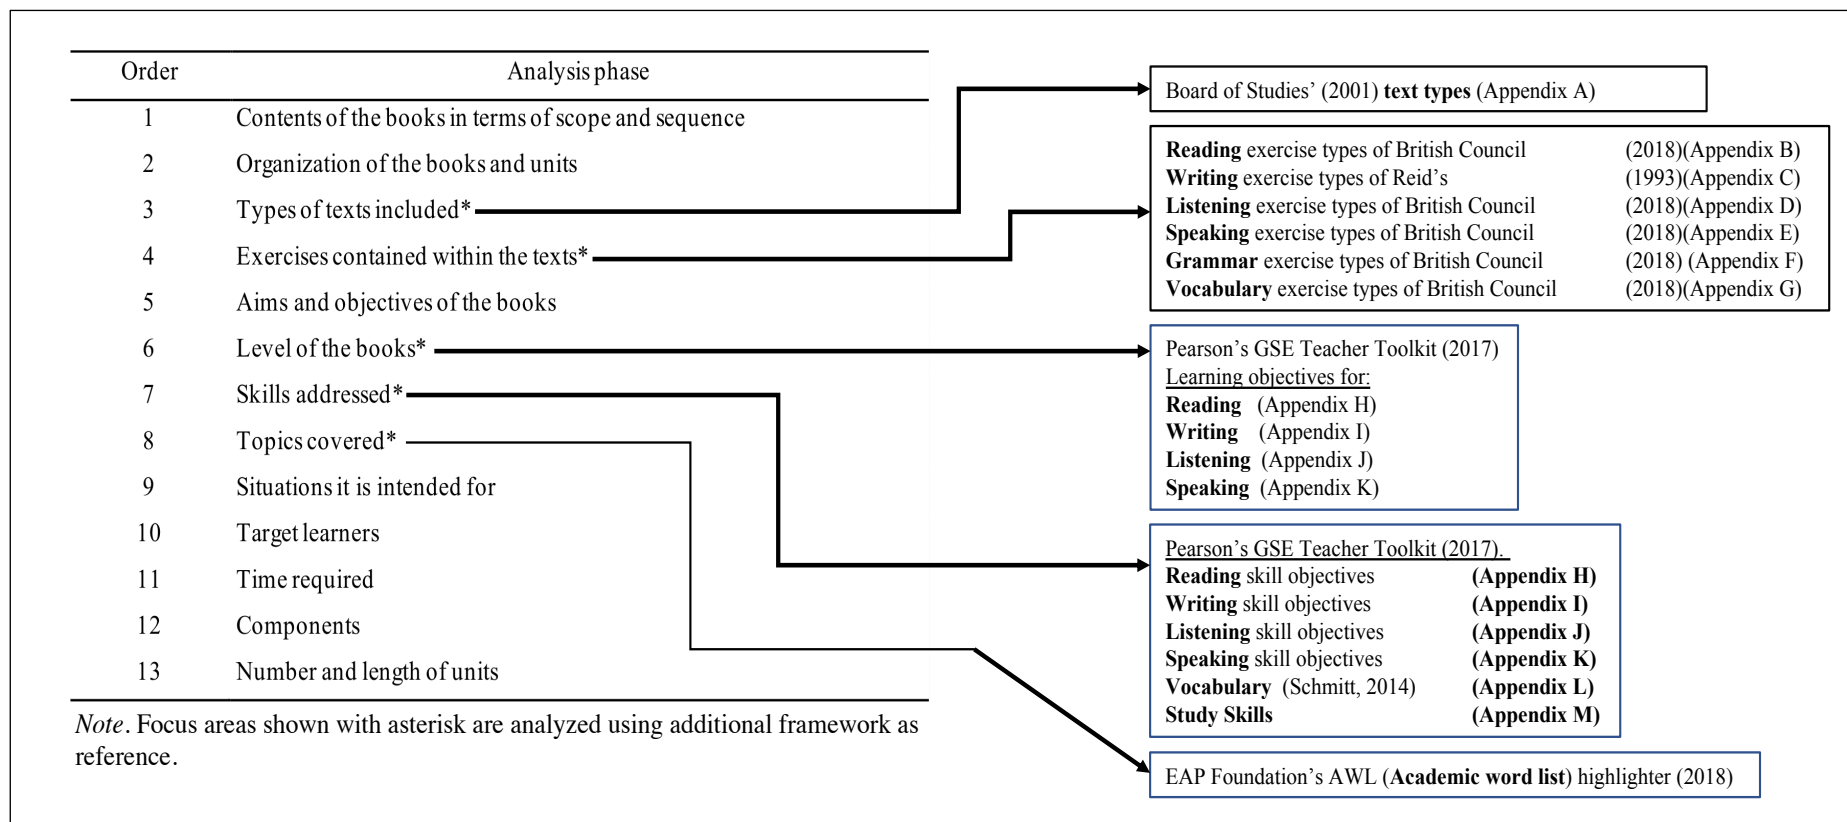 Order Analysis phase
1 Contents of the books in terms of scope and sequence
2 Organization of the books and units
3 Types of texts included*
4 Exercises contained within the texts*
5 Aims and objectives of the books
6 Level of the books*
7 Skills addressed*
8 Topics covered*
9 Situations it is intended for
10 Target learners
11 Time required
12 Components
13 Number and length of units
Note. Focus areas shown with asterisk are analyzed using additional framework as
reference.
Board of Studies’ (2001) text types (Appendix A)
Reading exercise types of British Council (2018)(Appendix B)
Writing exercise types of Reid’s (1993)(Appendix C)
Listening exercise types of British Council (2018)(Appendix D)
Speaking exercise types of British Council (2018)(Appendix E)
Grammar exercise types of British Council (2018) (Appendix F)
Vocabulary exercise types of British Council (2018)(Appendix G)
Pearson’s GSE Teacher Toolkit (2017)
Learning objectives for:
Reading (Appendix H)
Writing (Appendix I)
Listening (Appendix J)
Speaking (Appendix K)
Pearson’s GSE Teacher Toolkit (2017).
Reading skill objectives (Appendix H)
Writing skill objectives (Appendix I)
Listening skill objectives (Appendix J)
Speaking skill objectives (Appendix K)
Vocabulary (Schmitt, 2014) (Appendix L)
Study Skills (Appendix M)
EAP Foundation’s AWL (Academic word list) highlighter (2018)